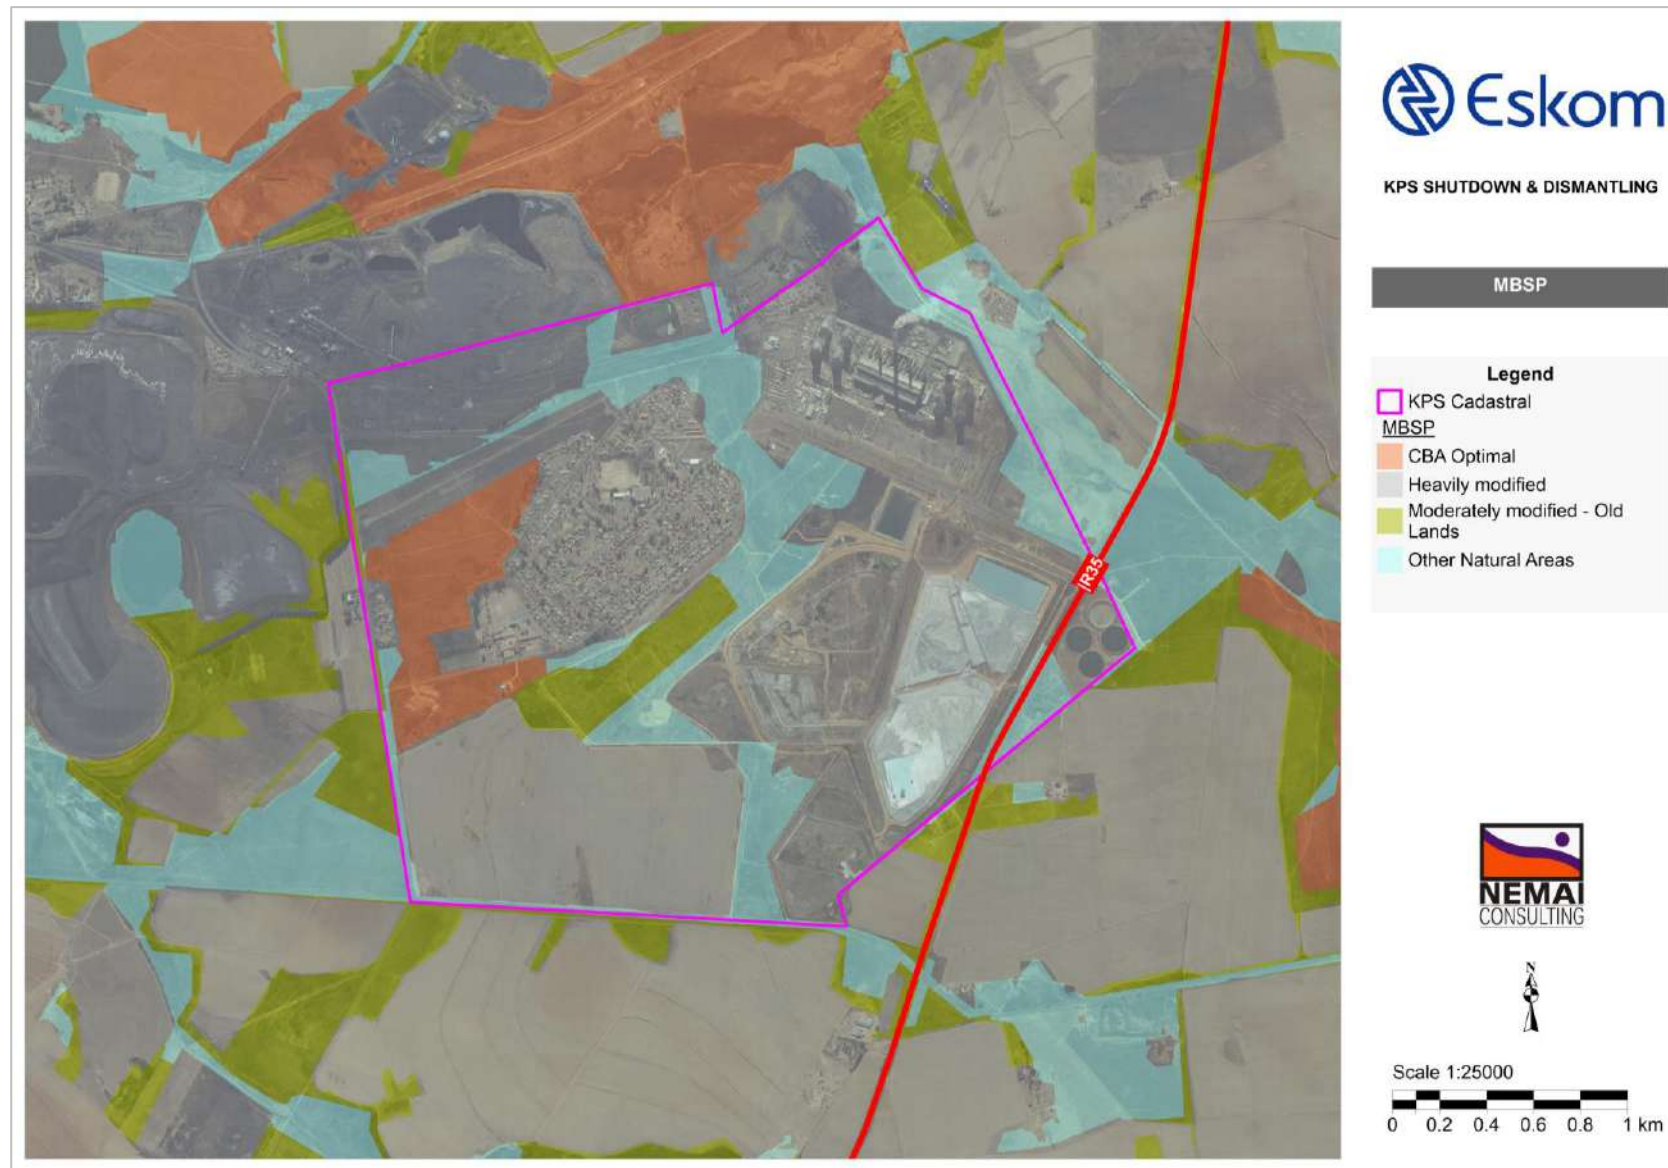 Eskom
KPS SHUTDOWN & DISMANTLING
MBSP
Legend
KPS Cadastral
MBSP
CBA Optimal
Heavily modified
Moderately modified - Old
Lands
Other Natural Areas
|R35
NEMAI
CONSULTING
N
Scale 1:25000
0 0.2 0.4 0.6 0.8 1 km